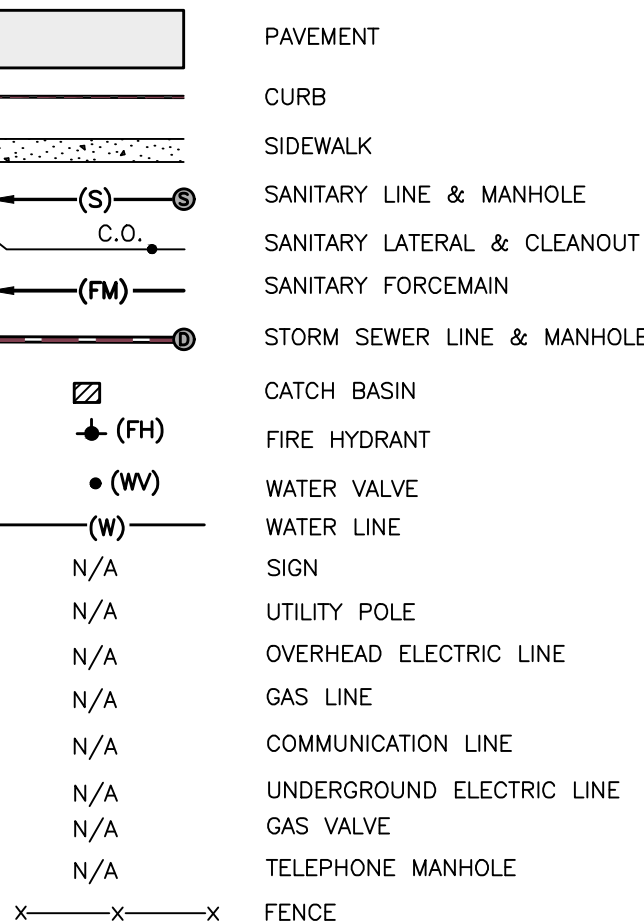 PAVEMENT
CURB
SIDEWALK
(S) S SANITARY LINE & MANHOLE
C.O. SANITARY LATERAL & CLEANOUT
(FM) SANITARY FORCEMAIN
D STORM SEWER LINE & MANHOLE
CATCH BASIN
(FH) FIRE HYDRANT
(WV) WATER VALVE
(W) WATER LINE
N/A SIGN
N/A UTILITY POLE
N/A OVERHEAD ELECTRIC LINE
N/A GAS LINE
N/A COMMUNICATION LINE
N/A UNDERGROUND ELECTRIC LINE
N/A GAS VALVE
N/A TELEPHONE MANHOLE
X X X FENCE